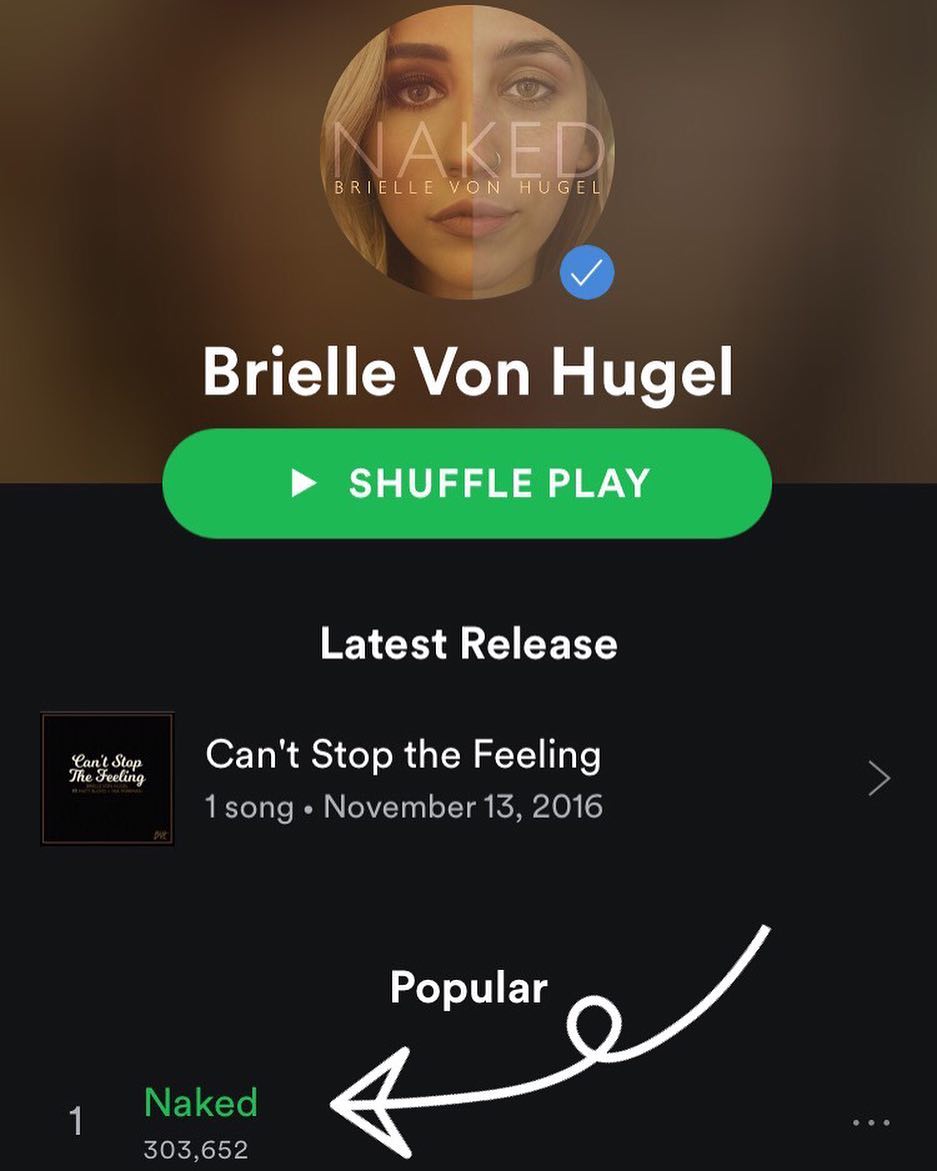 NAKED
BRIELLE VON HUGEL
Brielle Von Hugel
SHUFFLE PLAY
Latest Release
Can't Stop
The Feeling
BRIELLE VON HUGEL
Can't Stop the Feeling
1 song • November 13, 2016
Popular
1
Naked
303,652